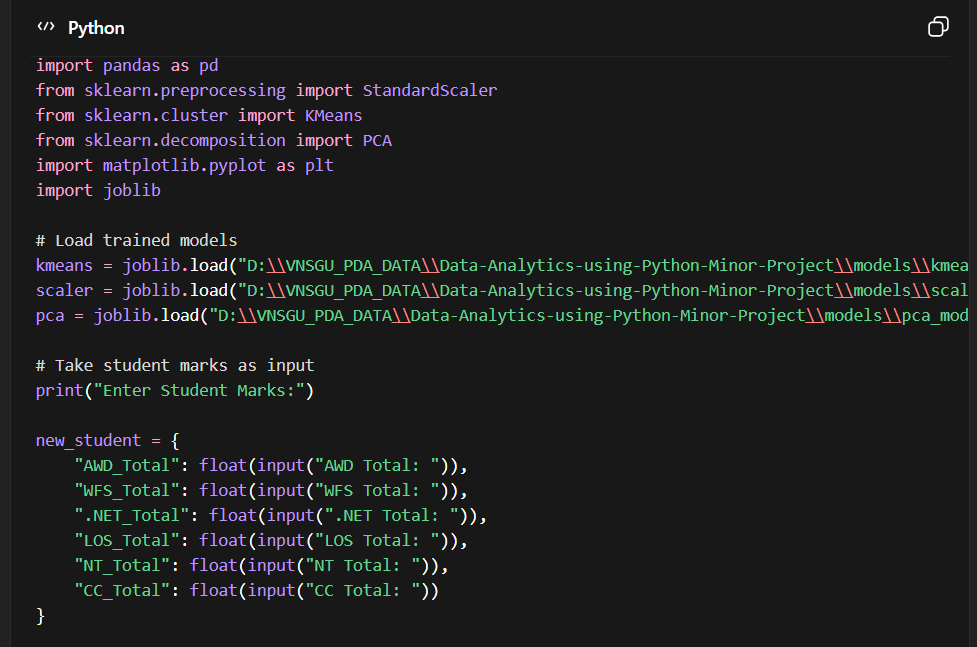 Python
import pandas as pd
from sklearn.preprocessing import StandardScaler
from sklearn.cluster import KMeans
from sklearn.decomposition import PCA
import matplotlib.pyplot as plt
import joblib
# Load trained models
kmeans = joblib.load("D:\\VNSGU_PDA_DATA\\Data-Analytics-using-Python-Minor-Project\\models\\kmea
scaler = joblib.load("D:\\VNSGU_PDA_DATA\\Data-Analytics-using-Python-Minor-Project\\models\\scal
pca = joblib.load("D:\\VNSGU_PDA_DATA\\Data-Analytics-using-Python-Minor-Project\\models\\pca_mod
# Take student marks as input
print("Enter Student Marks:")
new_student = {
    "AWD_Total": float(input("AWD Total: ")),
    "WFS_Total": float(input("WFS Total: ")),
    ".NET_Total": float(input(".NET Total: ")),
    "LOS_Total": float(input("LOS Total: ")),
    "NT_Total": float(input("NT Total: ")),
    "CC_Total": float(input("CC Total: "))
}